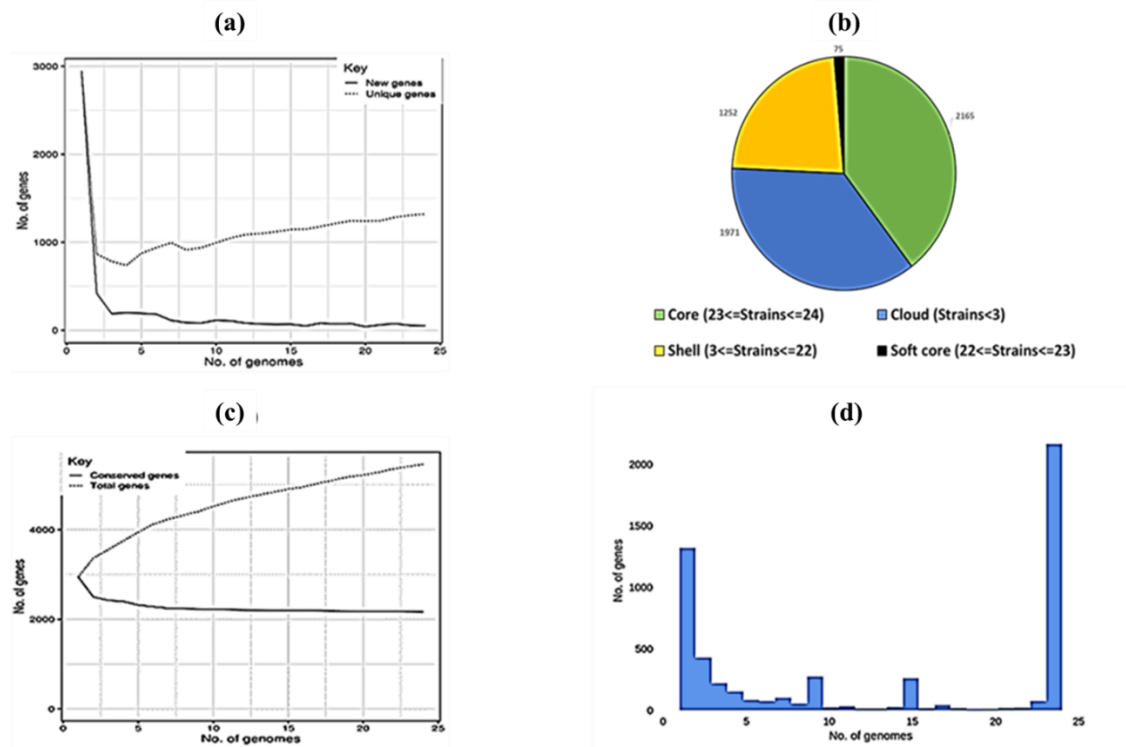 (a)
Key
New genes
Unique genes
3000
2000
1000
0
No. of genes
0 5 10 15 20 25
No. of genomes
(b)
75
2165
1252
1971
Core (23<=Strains<=24) Cloud (Strains<3)
Shell (3<=Strains<=22) Soft core (22<=Strains<=23)
(c)
Key
Conserved genes
Total genes
4000
2000
0
No. of genes
0 5 10 15 20 25
No. of genomes
(d)
2000
1500
1000
500
0
No. of genes
0 5 10 15 20 25
No. of genomes